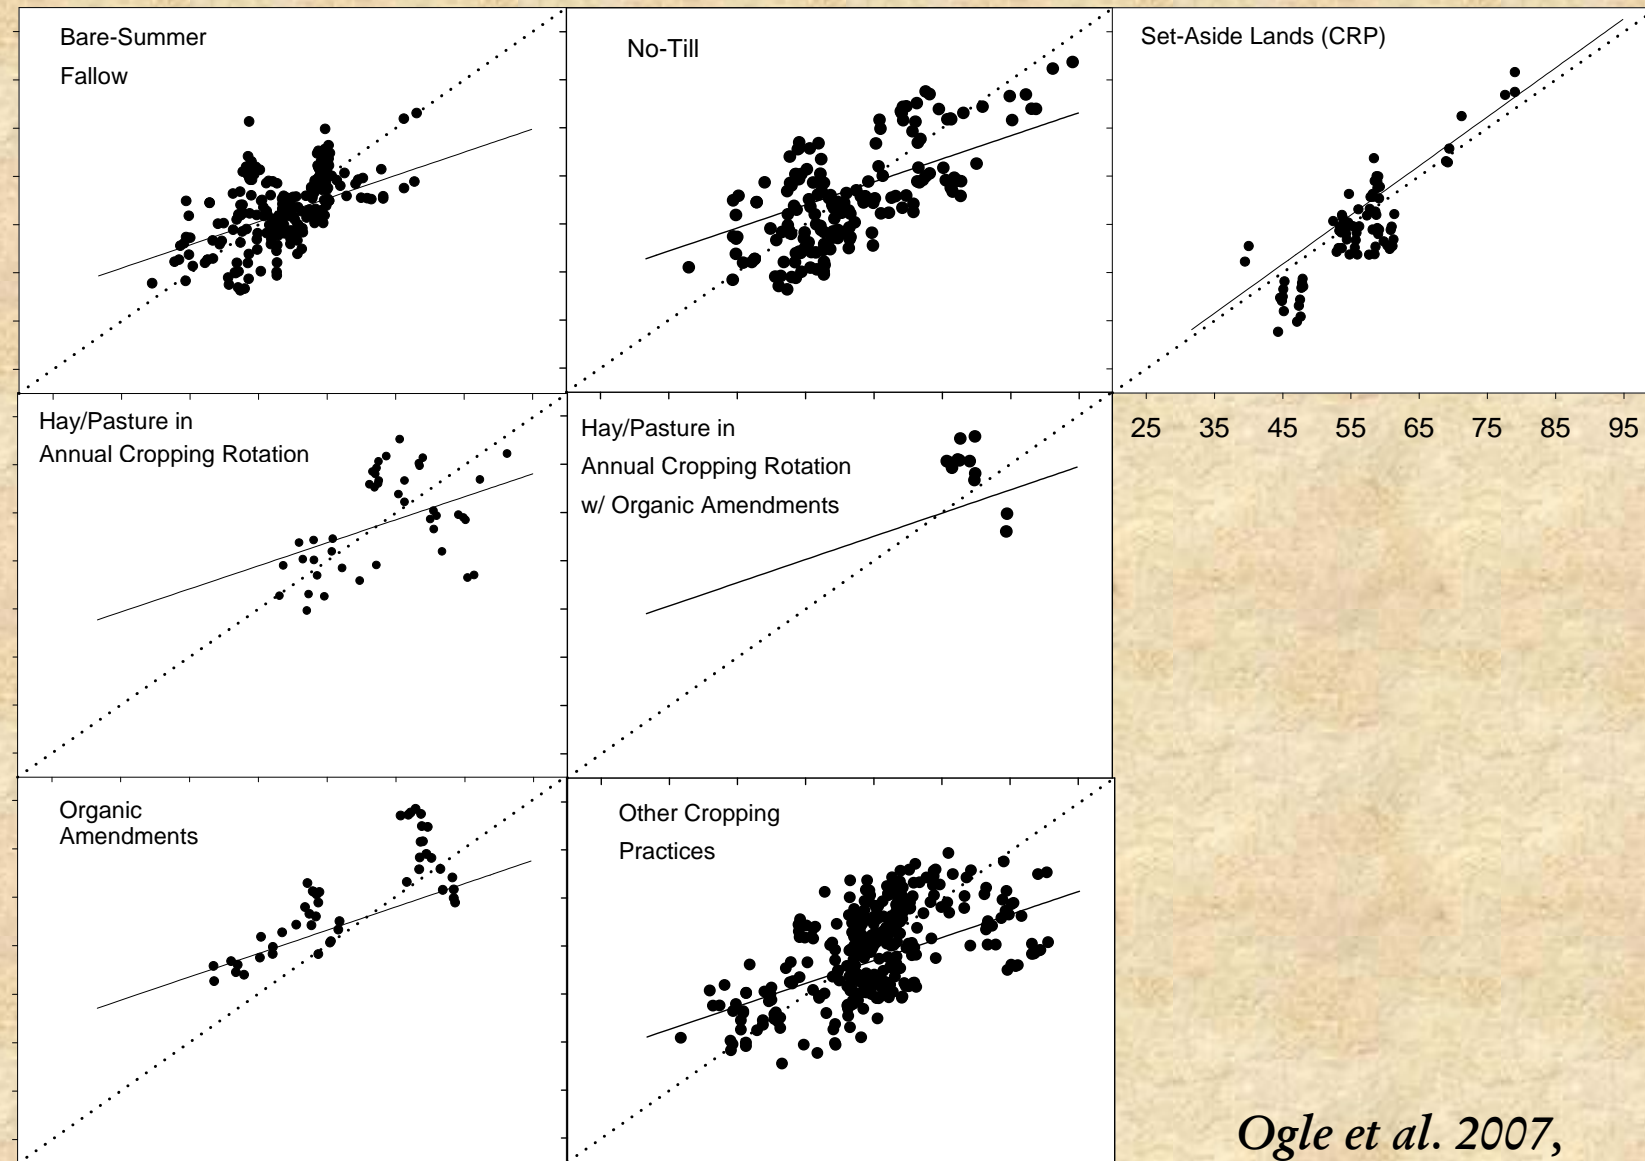 Bare-Summer
Fallow
No-Till
Set-Aside Lands (CRP)
Hay/Pasture in
Annual Cropping Rotation
Hay/Pasture in
Annual Cropping Rotation
w/ Organic Amendments
25 35 45 55 65 75 85 95
Organic
Amendments
Other Cropping
Practices
Ogle et al. 2007,